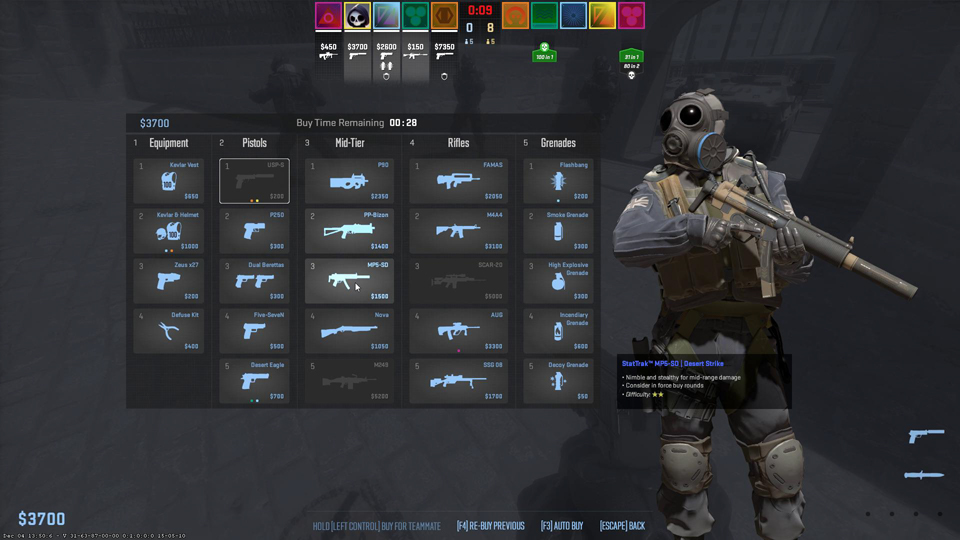 0:09
0 8
5 5
$450 $3700 $2600 $150 $7350
100 in 1
31 in 1
80 in 2
$3700
Buy Time Remaining 00:28
1 Equipment
2 Pistols
3 Mid-Tier
4 Rifles
5 Grenades
1 Kevlar Vest
100
$650
2 Kevlar & Helmet
100
$1000
3 Zeus x27
$200
4 Defuse Kit
$400
1 USP-S
$200
2 P250
$300
3 Dual Berettas
$300
4 Five-SeveN
$500
5 Desert Eagle
$700
1 P90
$2350
2 PP-Bizon
$1400
3 MP5-SD
$1500
4 Nova
$1050
5 M249
$5200
1 FAMAS
$2050
2 M4A4
$3100
3 SCAR-20
$5000
4 AUG
$3300
5 SSG 08
$1700
1 Flashbang
$200
2 Smoke Grenade
$300
3 High Explosive
Grenade
$300
4 Incendiary
Grenade
$600
5 Decoy Grenade
$50
StatTrak™ MP5-SD | Desert Strike
• Nimble and stealthy for mid-range damage
• Consider in force buy rounds
• Difficulty: ★★
$3700
HOLD [LEFT CONTROL] BUY FOR TEAMMATE
[F4] RE-BUY PREVIOUS
[F3] AUTO BUY
[ESCAPE] BACK